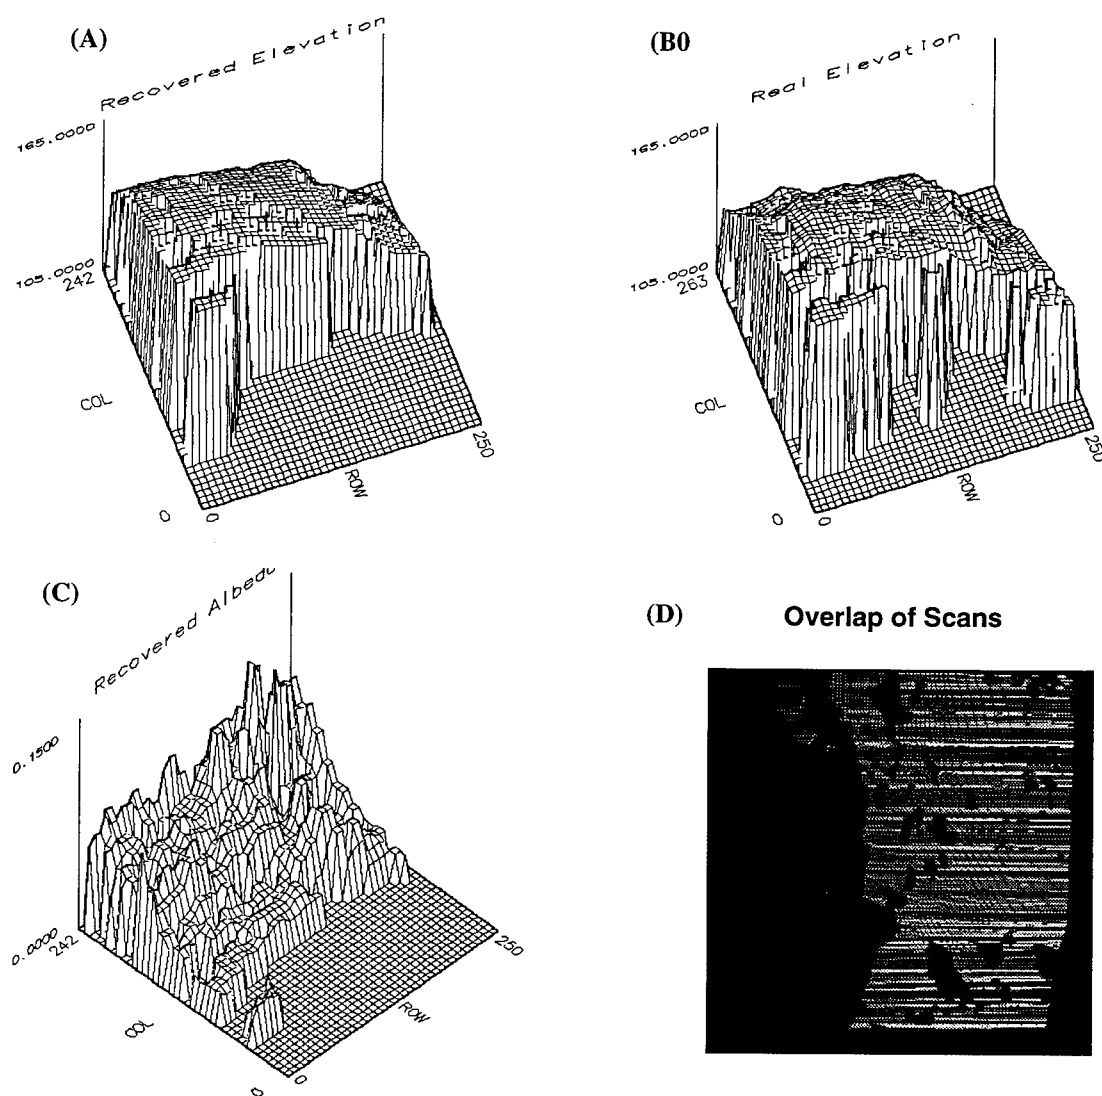 (A)
Recovered Elevation
165.0000
105.0000
242
COL
0
0
ROW
250
(B0
Real Elevation
165.0000
105.0000
263
COL
0
0
ROW
250
(C)
Recovered Albedo
0.1500
0.0000
242
COL
0
0
ROW
250
(D)
Overlap of Scans